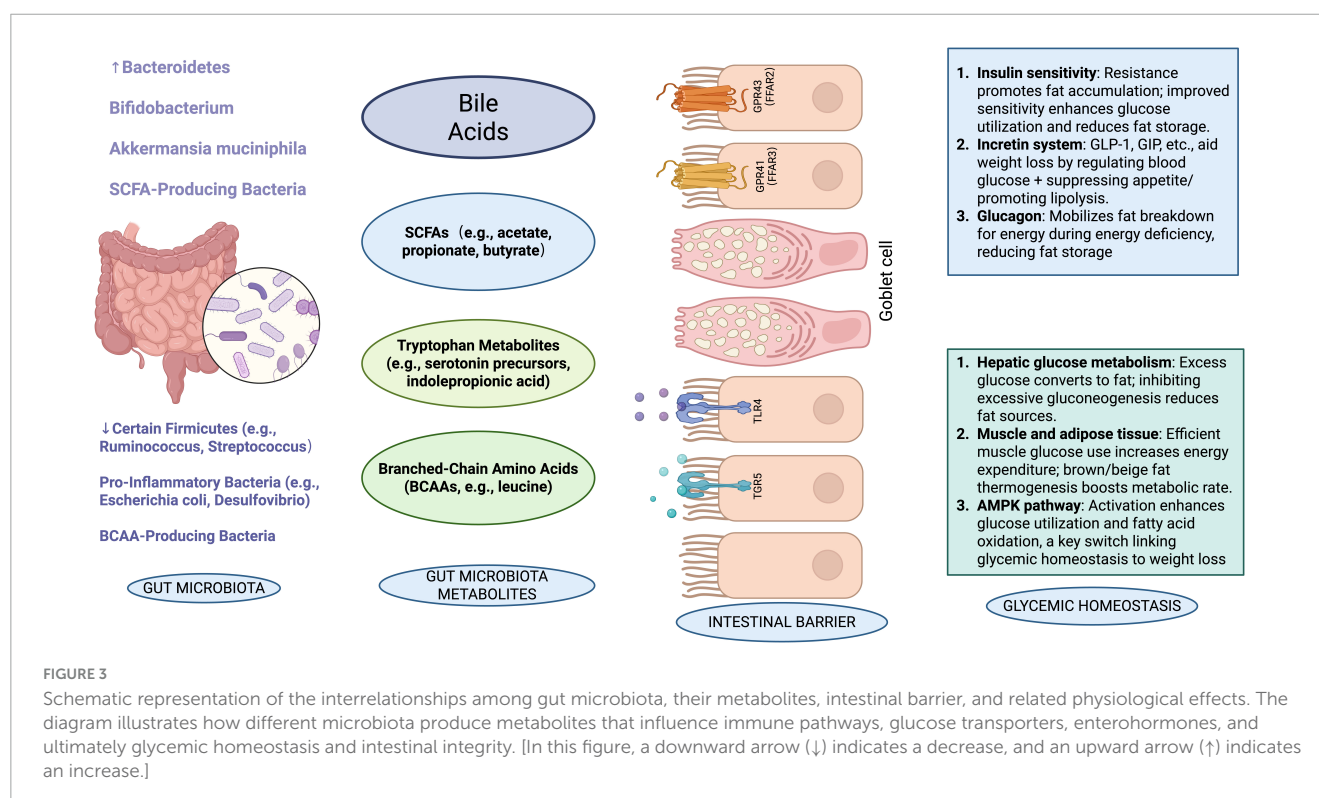 ↑Bacteroidetes
Bifidobacterium
Akkermansia muciniphila
SCFA-Producing Bacteria
↓Certain Firmicutes (e.g.,
Ruminococcus, Streptococcus）
Pro-Inflammatory Bacteria (e.g.,
Escherichia coli, Desulfovibrio)
BCAA-Producing Bacteria
GUT MICROBIOTA
Bile
Acids
SCFAs（e.g., acetate,
propionate, butyrate）
Tryptophan Metabolites
(e.g., serotonin precursors,
indolepropionic acid)
Branched-Chain Amino Acids
(BCAAs, e.g., leucine)
GUT MICROBIOTA
METABOLITES
GPR43
(FFAR2)
GPR41
(FFAR3)
Goblet cell
TLR4
TGR5
INTESTINAL BARRIER
1. Insulin sensitivity: Resistance
promotes fat accumulation; improved
sensitivity enhances glucose
utilization and reduces fat storage.
2. Incretin system: GLP-1, GIP, etc., aid
weight loss by regulating blood
glucose + suppressing appetite/
promoting lipolysis.
3. Glucagon: Mobilizes fat breakdown
for energy during energy deficiency,
reducing fat storage
1. Hepatic glucose metabolism: Excess
glucose converts to fat; inhibiting
excessive gluconeogenesis reduces
fat sources.
2. Muscle and adipose tissue: Efficient
muscle glucose use increases energy
expenditure; brown/beige fat
thermogenesis boosts metabolic rate.
3. AMPK pathway: Activation enhances
glucose utilization and fatty acid
oxidation, a key switch linking
glycemic homeostasis to weight loss
GLYCEMIC HOMEOSTASIS
FIGURE 3
Schematic representation of the interrelationships among gut microbiota, their metabolites, intestinal barrier, and related physiological effects. The
diagram illustrates how different microbiota produce metabolites that influence immune pathways, glucose transporters, enterohormones, and
ultimately glycemic homeostasis and intestinal integrity. [In this figure, a downward arrow (↓) indicates a decrease, and an upward arrow (↑) indicates
an increase.]